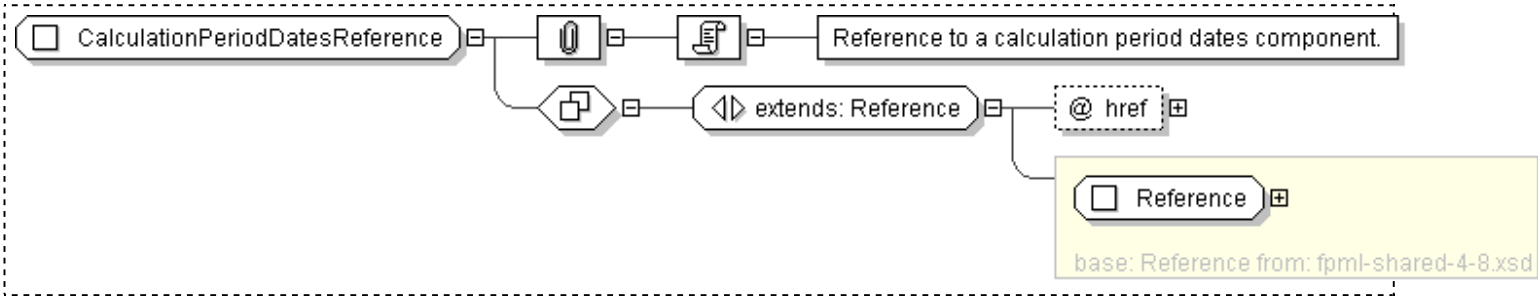 CalculationPeriodDatesReference
Reference to a calculation period dates component.
extends: Reference
@ href
Reference
base: Reference from: fpml-shared-4-8.xsd